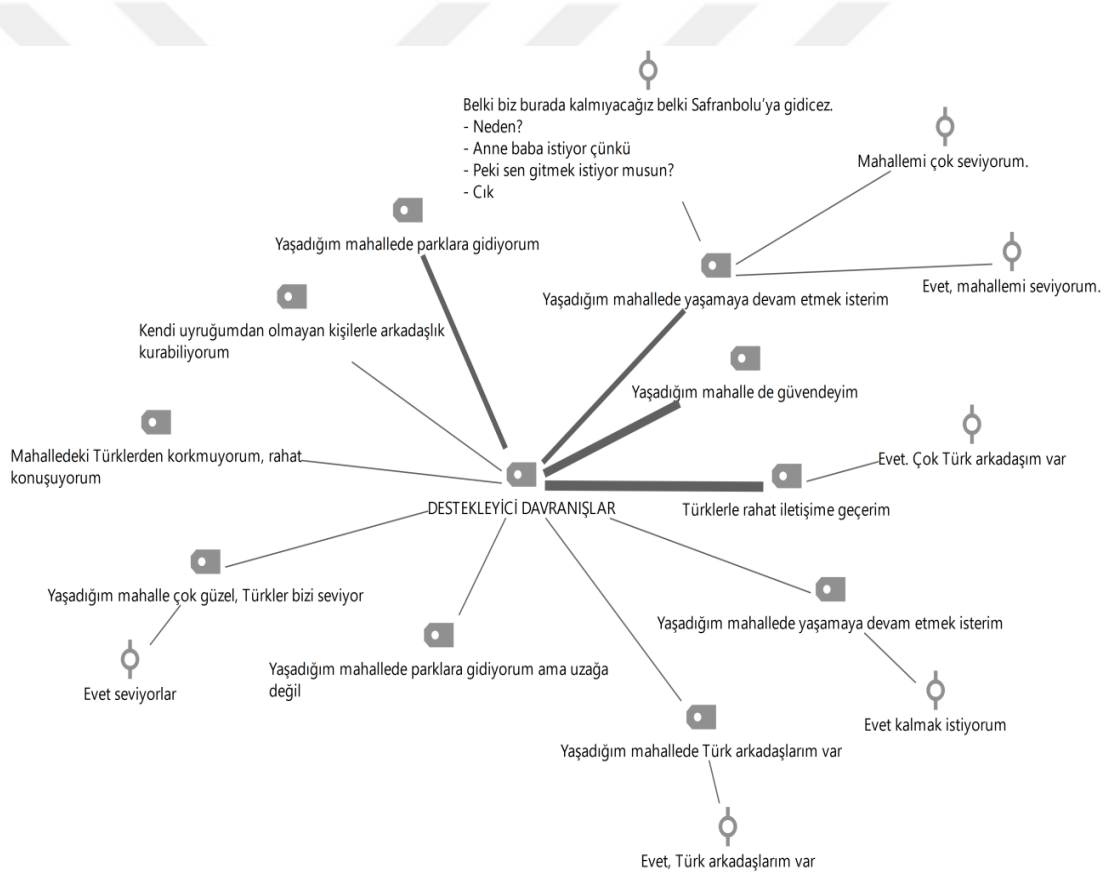 Belki biz burada kalmıyacağız belki Safranbolu'ya gidicez.
- Neden?
- Anne baba istiyor çünkü
- Peki sen gitmek istiyor musun?
- Cık
Mahallemi çok seviyorum.
Yaşadığım mahallede parklara gidiyorum
Evet, mahallemi seviyorum.
Yaşadığım mahallede yaşamaya devam etmek isterim
Kendi uyruğumdan olmayan kişilerle arkadaşlık
kurabiliyorum
Yaşadığım mahalle de güvendeyim
Mahalledeki Türklerden korkmuyorum, rahat
konuşuyorum
Evet. Çok Türk arkadaşım var
DESTEKLEYİCİ DAVRANIŞLAR
Türklerle rahat iletişime geçerim
Yaşadığım mahalle çok güzel, Türkler bizi seviyor
Yaşadığım mahallede yaşamaya devam etmek isterim
Yaşadığım mahallede parklara gidiyorum ama uzağa
değil
Evet seviyorlar
Evet kalmak istiyorum
Yaşadığım mahallede Türk arkadaşlarım var
Evet, Türk arkadaşlarım var